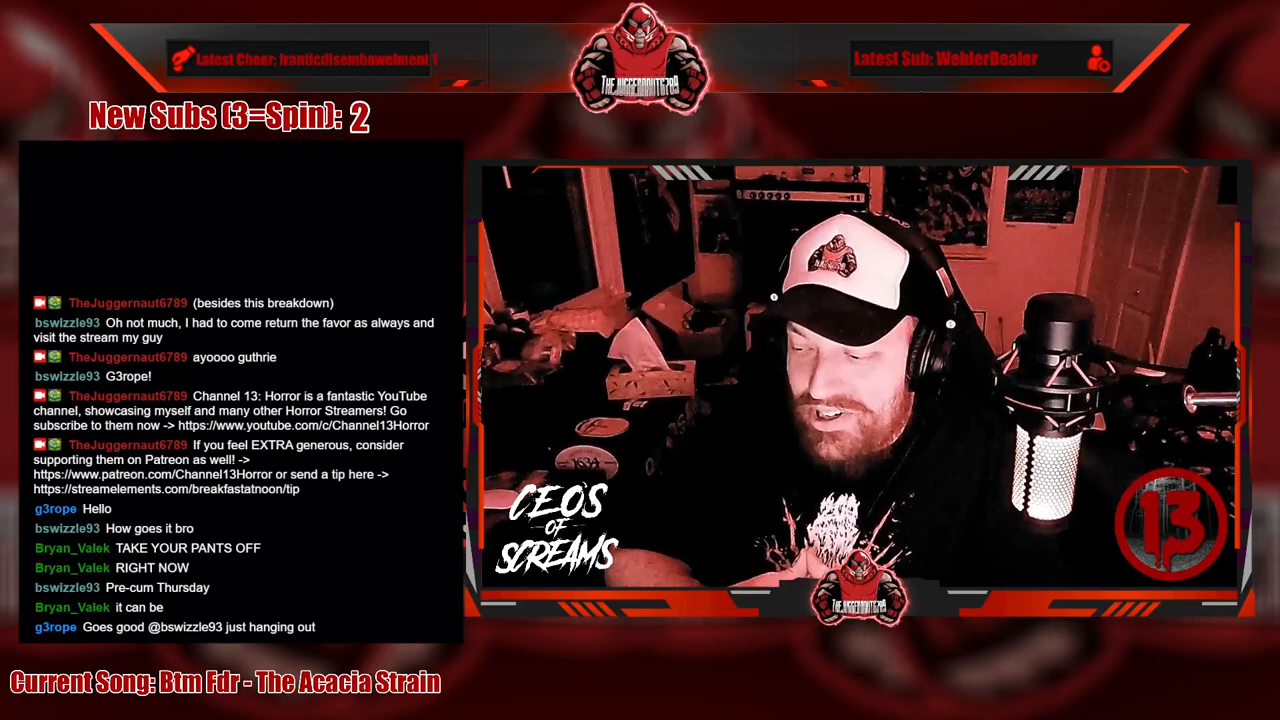 Latest Cheer: franticdisembowelment 1
THEJUGGERNAUT6789
Latest Sub: WehlerDealer
New Subs (3=Spin): 2
TheJuggernaut6789 (besides this breakdown)
bswizzle93 Oh not much, I had to come return the favor as always and
visit the stream my guy
TheJuggernaut6789 ayoooo guthrie
bswizzle93 G3rope!
TheJuggernaut6789 Channel 13: Horror is a fantastic YouTube
channel, showcasing myself and many other Horror Streamers! Go
subscribe to them now -> https://www.youtube.com/c/Channel13Horror
TheJuggernaut6789 If you feel EXTRA generous, consider
supporting them on Patreon as well! ->
https://www.patreon.com/Channel13Horror or send a tip here ->
https://streamelements.com/breakfastatnoon/tip
g3rope Hello
bswizzle93 How goes it bro
Bryan_Valek TAKE YOUR PANTS OFF
Bryan_Valek RIGHT NOW
bswizzle93 Pre-cum Thursday
Bryan_Valek it can be
g3rope Goes good @bswizzle93 just hanging out
1634
CEOS
OF
SCREAMS
13
THEJUGGERNAUT6789
Current Song: Btm Fdr - The Acacia Strain